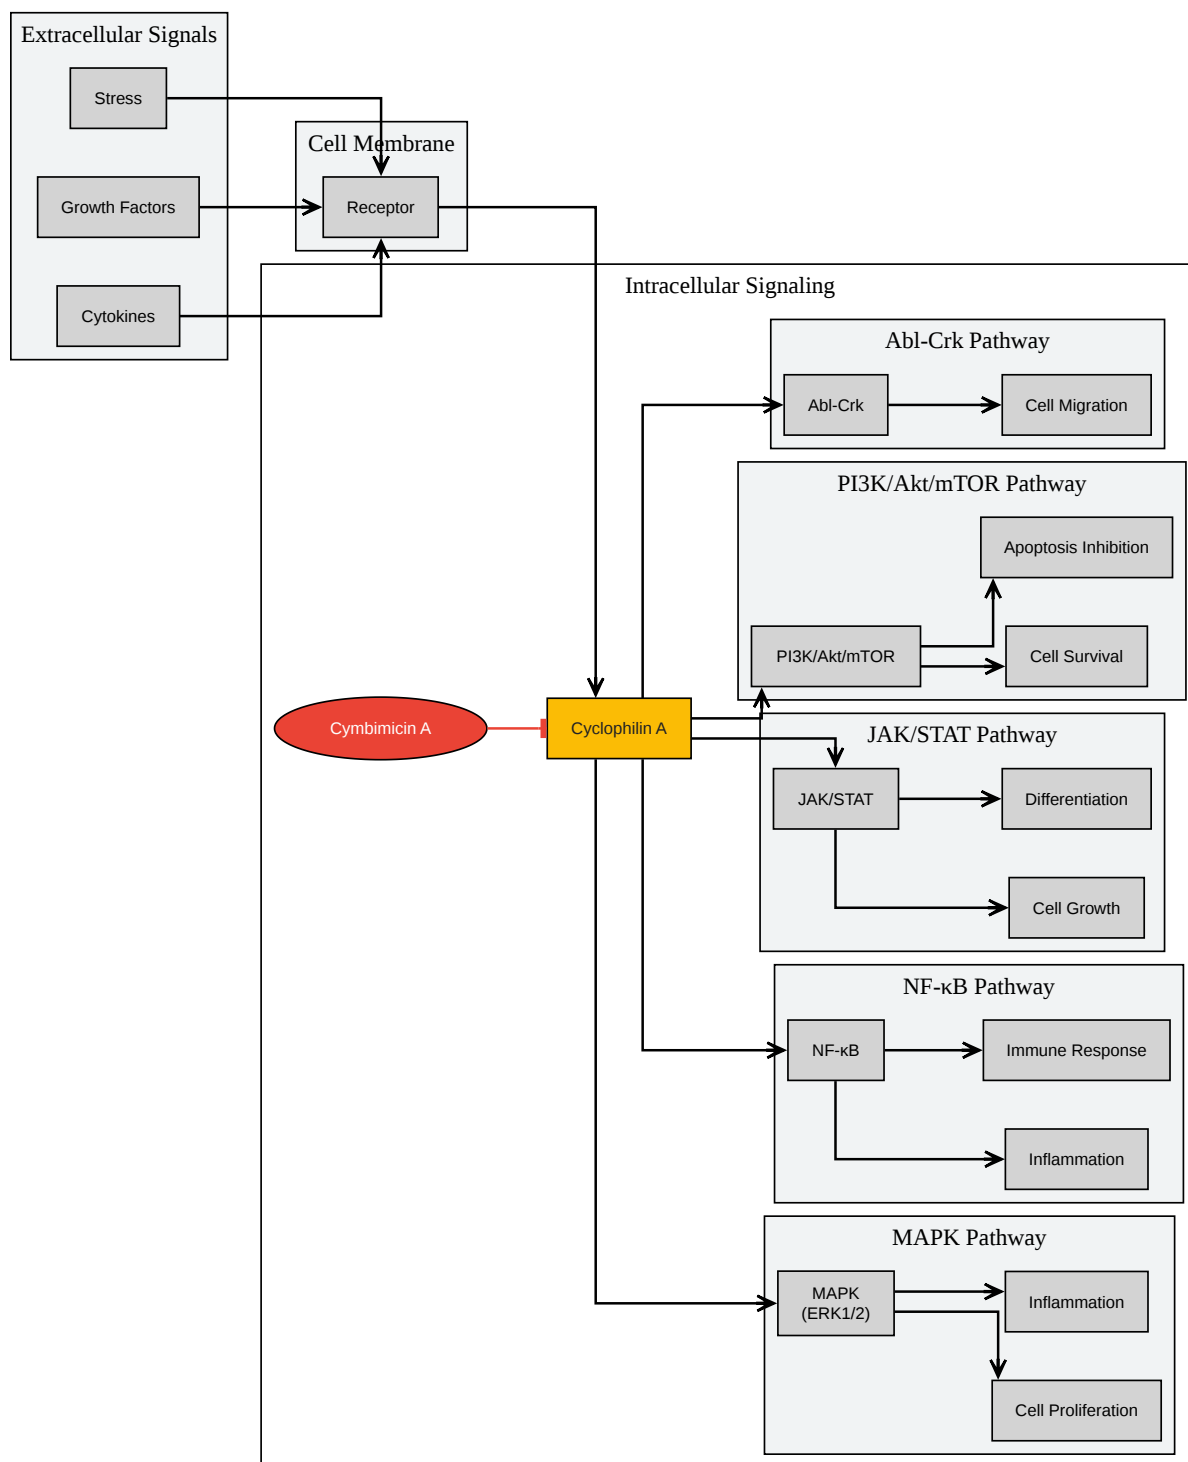 Extracellular Signals
Stress
Growth Factors
Cytokines
Cell Membrane
Receptor
Intracellular Signaling
Cymbimicin A
Cyclophilin A
Abl-Crk Pathway
Abl-Crk
Cell Migration
PI3K/Akt/mTOR Pathway
Apoptosis Inhibition
PI3K/Akt/mTOR
Cell Survival
JAK/STAT Pathway
JAK/STAT
Differentiation
Cell Growth
NF-κB Pathway
NF-κB
Immune Response
Inflammation
MAPK Pathway
MAPK
(ERK1/2)
Inflammation
Cell Proliferation